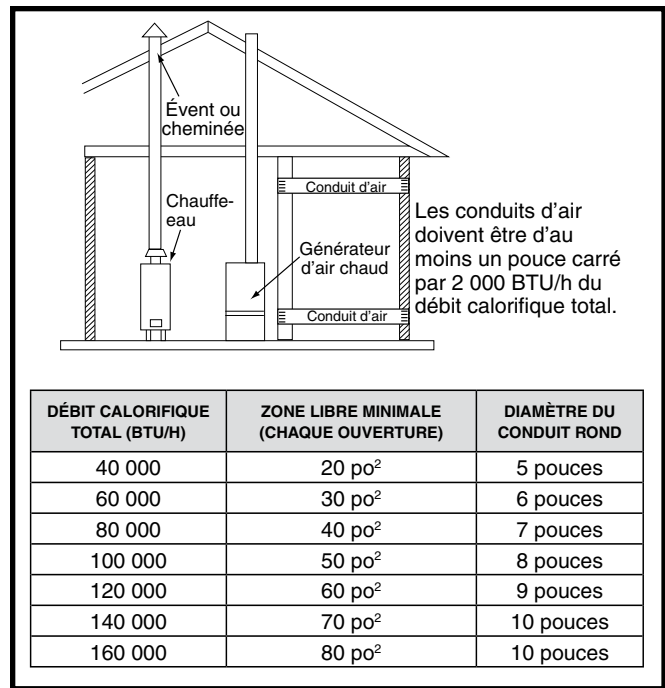 Évent ou
cheminée
Chauffe-
eau
Générateur
d'air chaud
Conduit d'air
Conduit d'air
Les conduits d'air
doivent être d'au
moins un pouce carré
par 2 000 BTU/h du
débit calorifique total.
DÉBIT CALORIFIQUE TOTAL (BTU/H) ZONE LIBRE MINIMALE (CHAQUE OUVERTURE) DIAMÈTRE DU CONDUIT ROND
40 000 20 po² 5 pouces
60 000 30 po² 6 pouces
80 000 40 po² 7 pouces
100 000 50 po² 8 pouces
120 000 60 po² 9 pouces
140 000 70 po² 10 pouces
160 000 80 po² 10 pouces